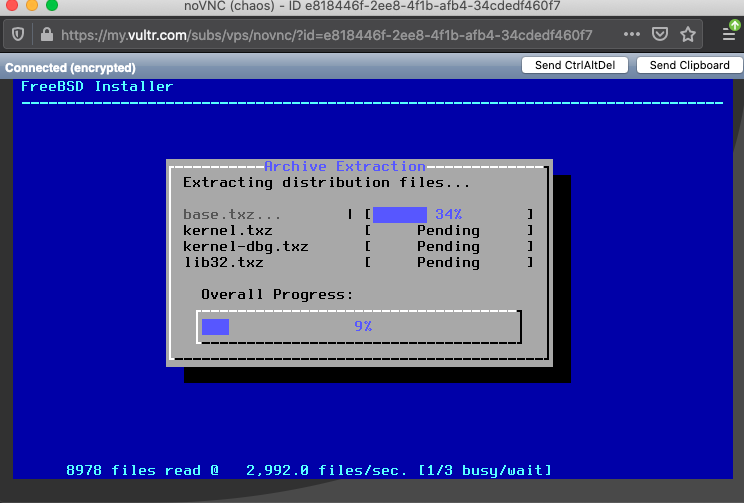 noVNC (chaos) - ID e818446f-2ee8-4f1b-afb4-34cdedf460f7
https://my.vultr.com/subs/vps/novnc/?id=e818446f-2ee8-4f1b-afb4-34cdedf460f7
Connected (encrypted) Send CtrlAltDel Send Clipboard
FreeBSD Installer
Archive Extraction
Extracting distribution files...
base.txz... | [ 34% ]
kernel.txz [ Pending ]
kernel-dbg.txz [ Pending ]
lib32.txz [ Pending ]
Overall Progress:
9%
8978 files read @ 2,992.0 files/sec. [1/3 busy/wait]